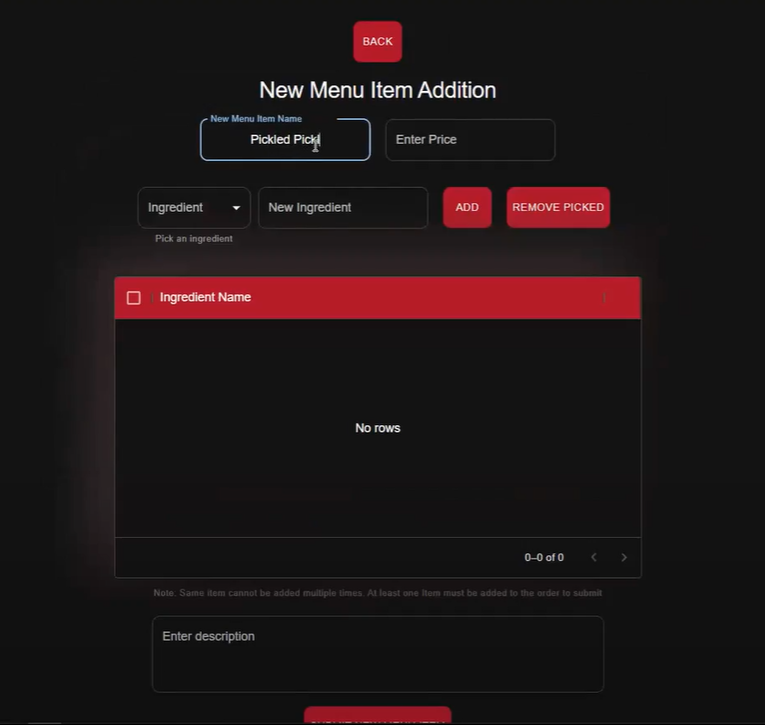 BACK
New Menu Item Addition
New Menu Item Name
Pickled Pickl
Enter Price
Ingredient
New Ingredient
ADD
REMOVE PICKED
Pick an ingredient
Ingredient Name
No rows
0–0 of 0
Note: Same item cannot be added multiple times. At least one Item must be added to the order to submit
Enter description